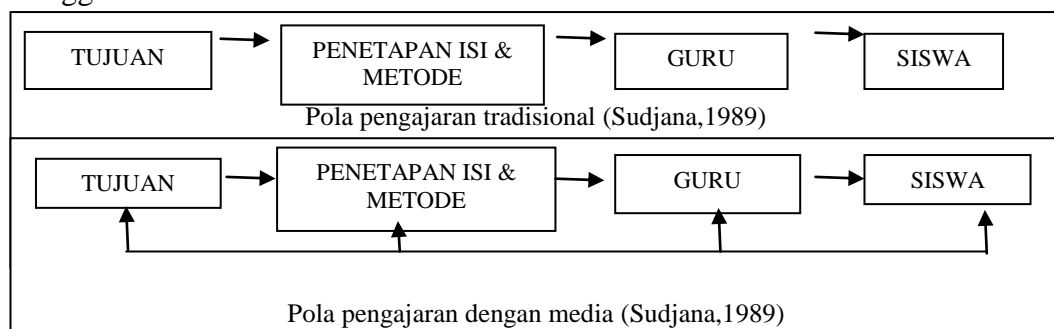 TUJUAN
PENETAPAN ISI &
METODE
GURU
SISWA
Pola pengajaran tradisional (Sudjana,1989)
TUJUAN
PENETAPAN ISI &
METODE
GURU
SISWA
Pola pengajaran dengan media (Sudjana,1989)